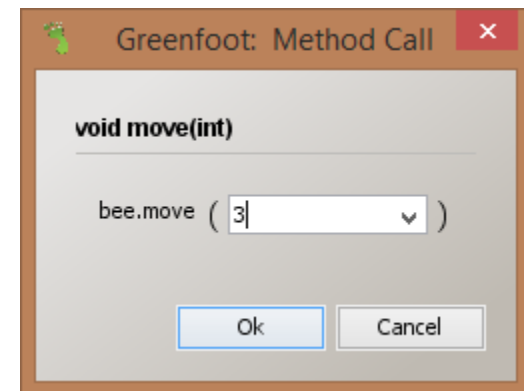 Greenfoot: Method Call
void move(int)
bee.move ( 3 )
Ok Cancel